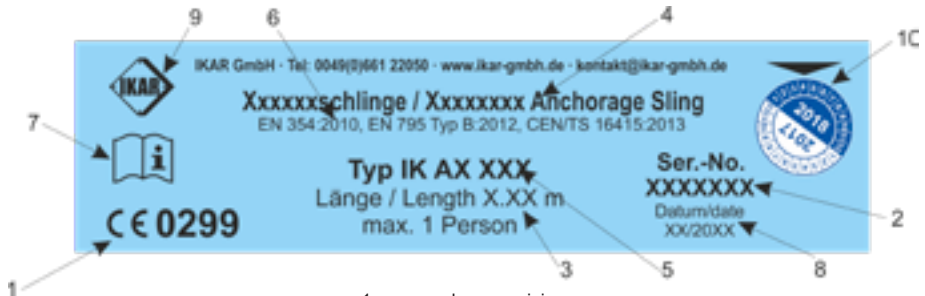 9
6
4
10
IKAR GmbH · Tel: 0049(0)661 22050 · www.ikar-gmbh.de · kontakt@ikar-gmbh.de
IKAR
Xxxxxxschlinge / Xxxxxxxx Anchorage Sling
EN 354:2010, EN 795 Typ B:2012, CEN/TS 16415:2013
2018
2017
7
i
Typ IK AX XXX
Länge / Length X.XX m
max. 1 Person
Ser.-No.
XXXXXXX
Datum/date
XX/20XX
CE 0299
2
1
3
5
8